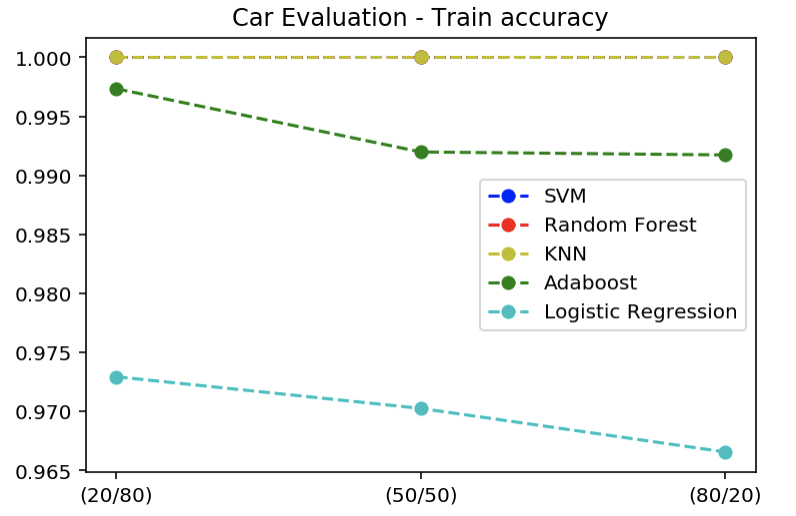 Car Evaluation - Train accuracy
1.000
0.995
0.990
0.985
0.980
0.975
0.970
0.965
SVM
Random Forest
KNN
Adaboost
Logistic Regression
(20/80)
(50/50)
(80/20)